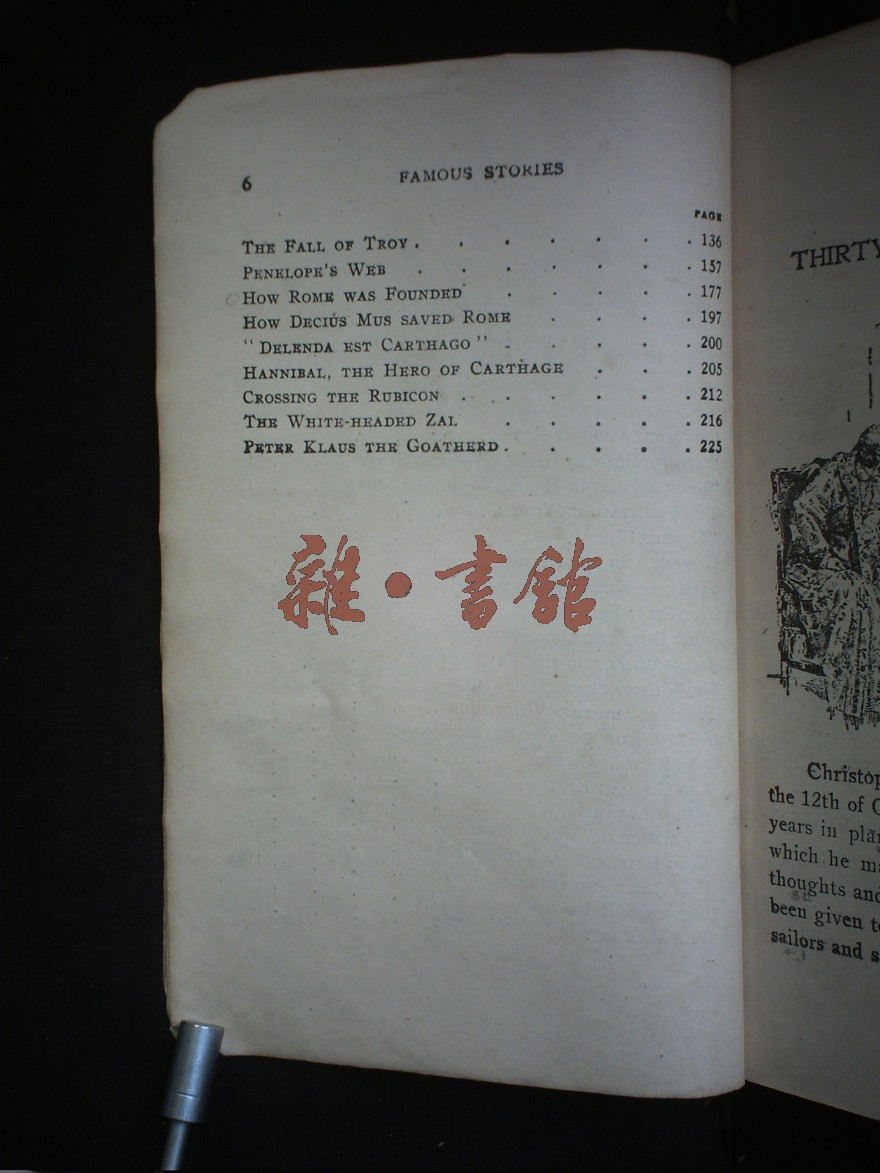 6
FAMOUS STORIES
PAGE
THE FALL OF TROY . . . . . . . 136
PENELOPE'S WEB . . . . . . . 157
HOW ROME WAS FOUNDED . . . . . 177
HOW DECIUS MUS SAVED ROME . . . . 197
"DELENDA EST CARTHAGO" . . . . . 200
HANNIBAL, THE HERO OF CARTHAGE . . . 205
CROSSING THE RUBICON . . . . . . 212
THE WHITE-HEADED ZAL . . . . . 216
PETER KLAUS THE GOATHERD . . . . . 225
雜·書館
THIRTY
the 12th of
years in
which he
thoughts and
been given
sailors and